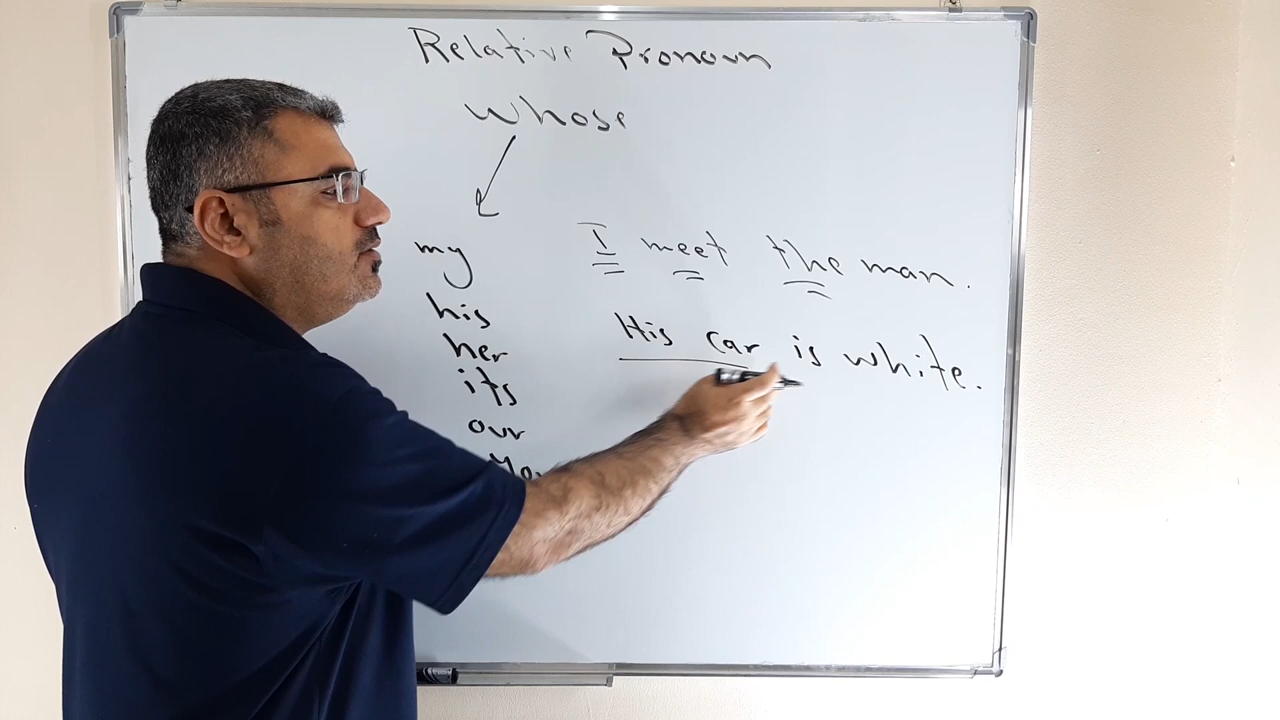 Relative Pronoun
whose
my
his
her
its
our
I meet the man.
His car is white.